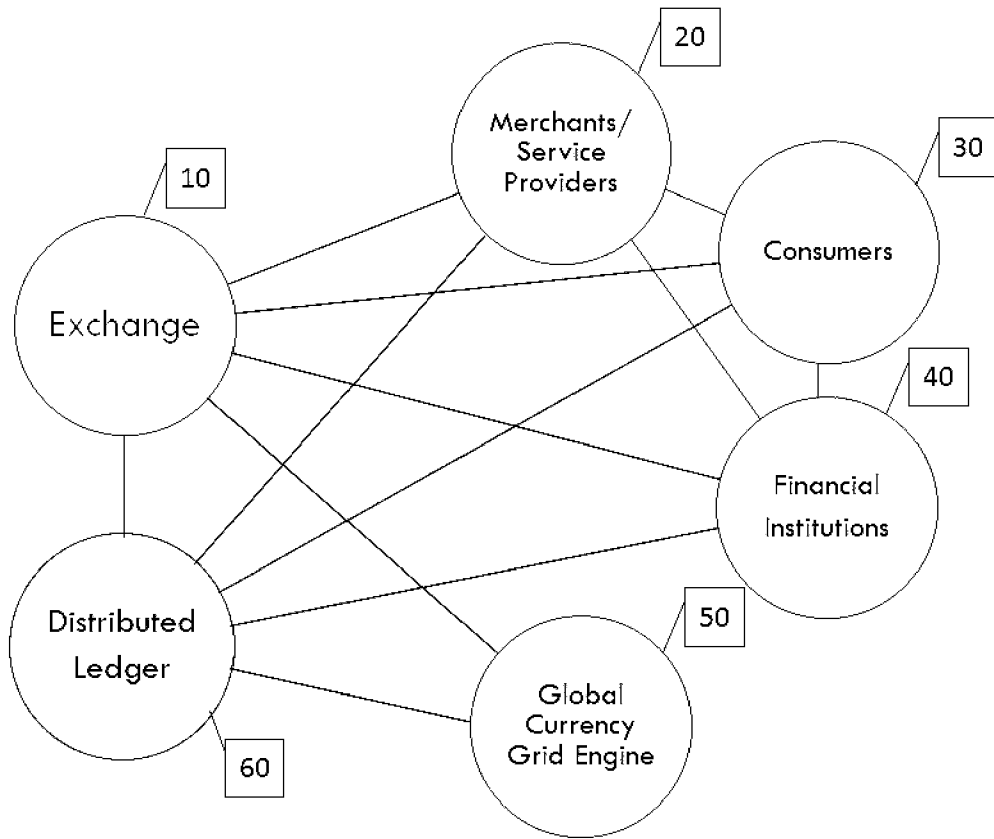 20
Merchants/
Service
Providers
30
10
Consumers
Exchange
40
Financial
Institutions
50
Distributed
Ledger
Global
Currency
Grid Engine
60